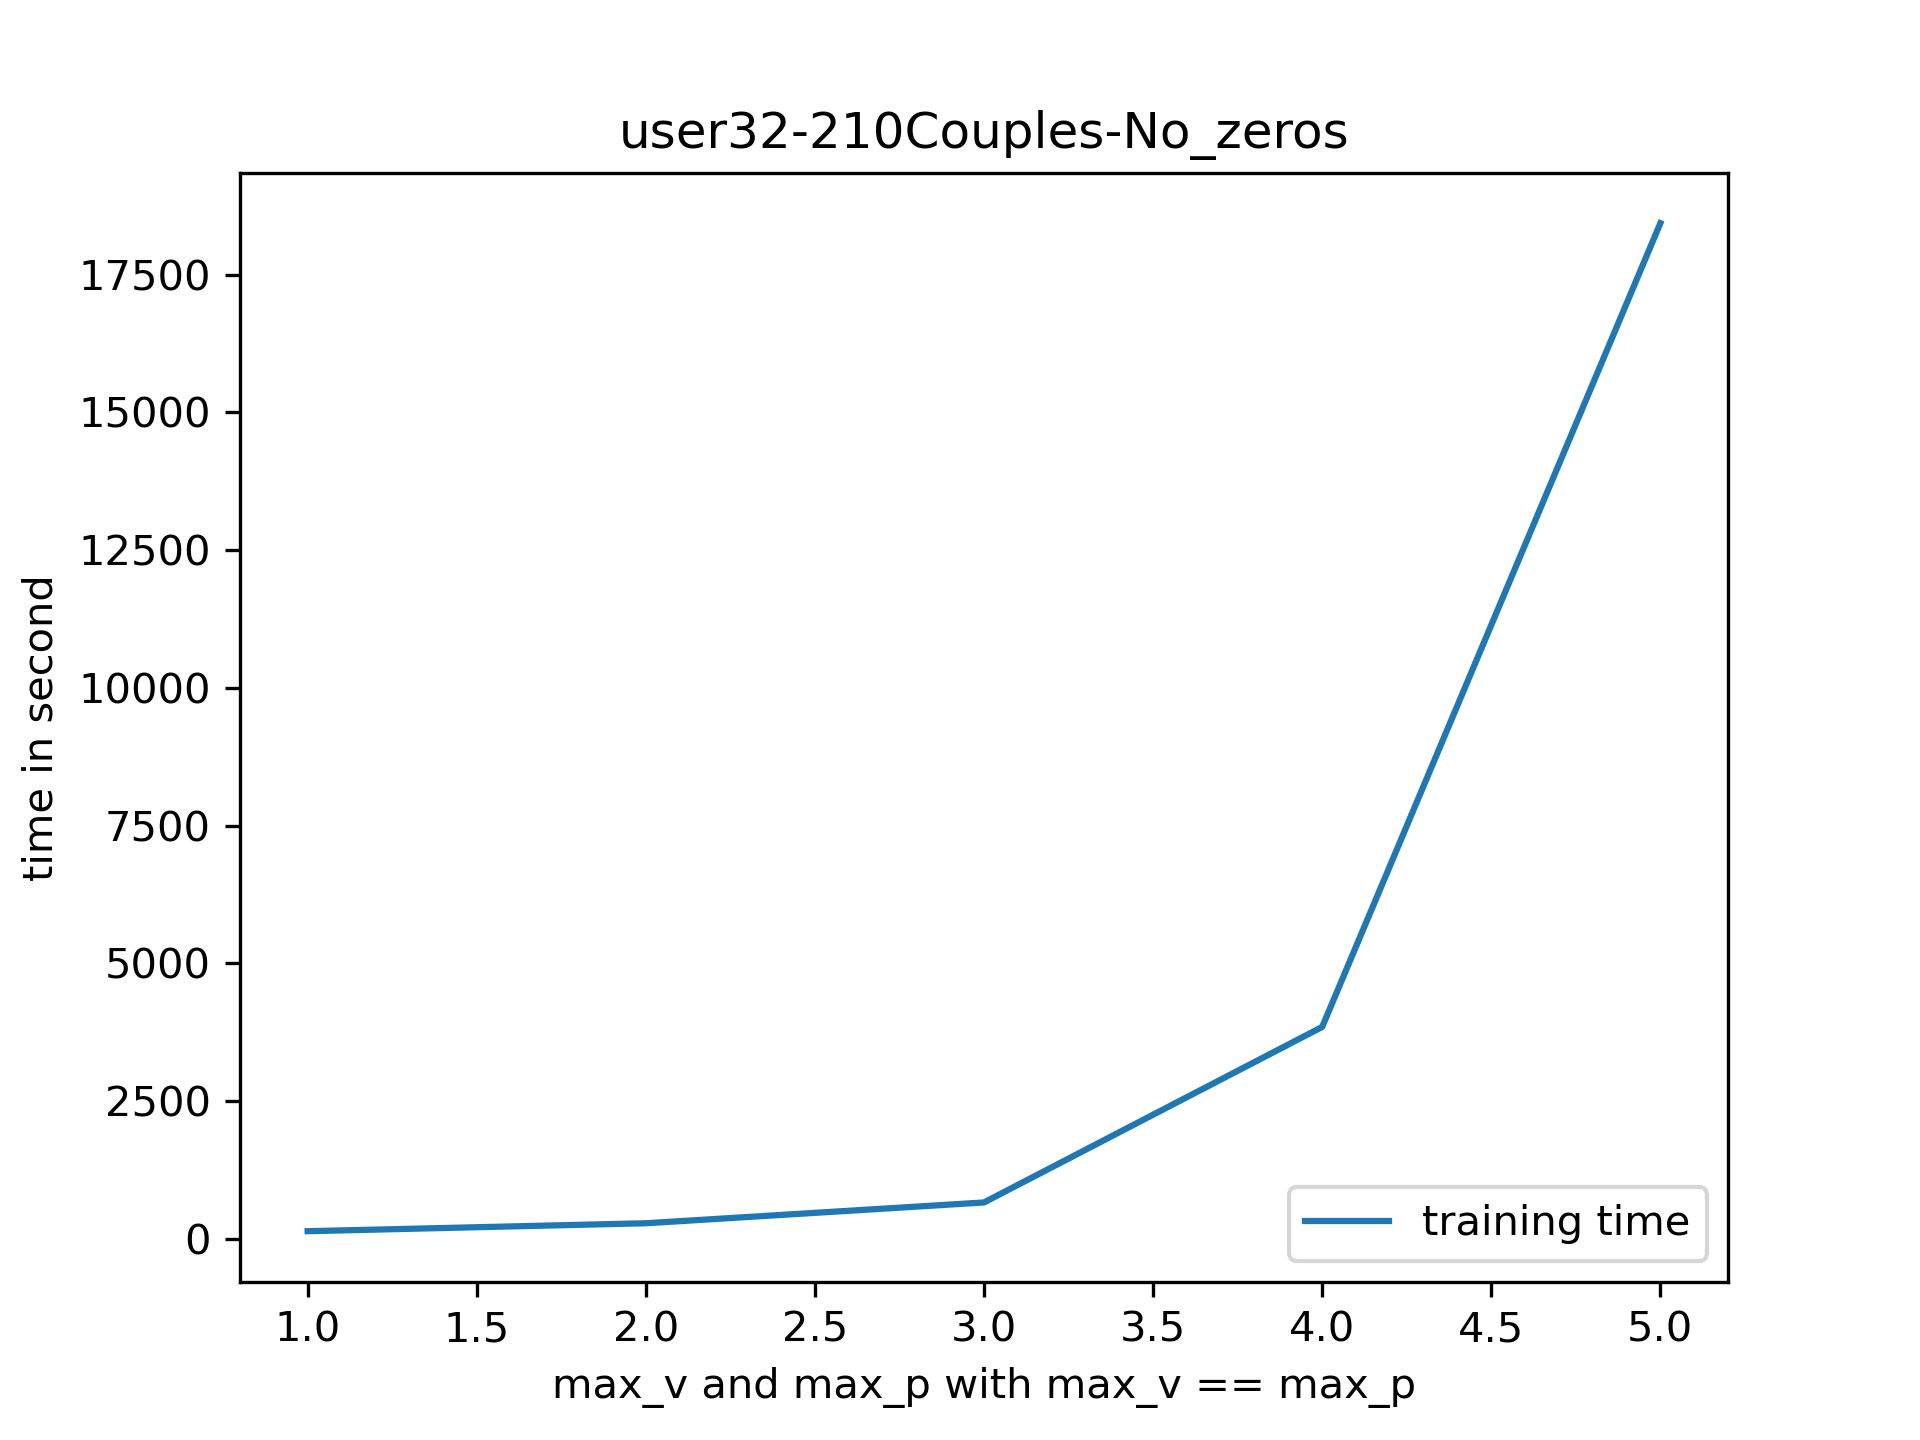 user32-210Couples-No_zeros
17500
15000
12500
10000
7500
5000
2500
0
time in second
training time
1.0 1.5 2.0 2.5 3.0 3.5 4.0 4.5 5.0
max_v and max_p with max_v == max_p